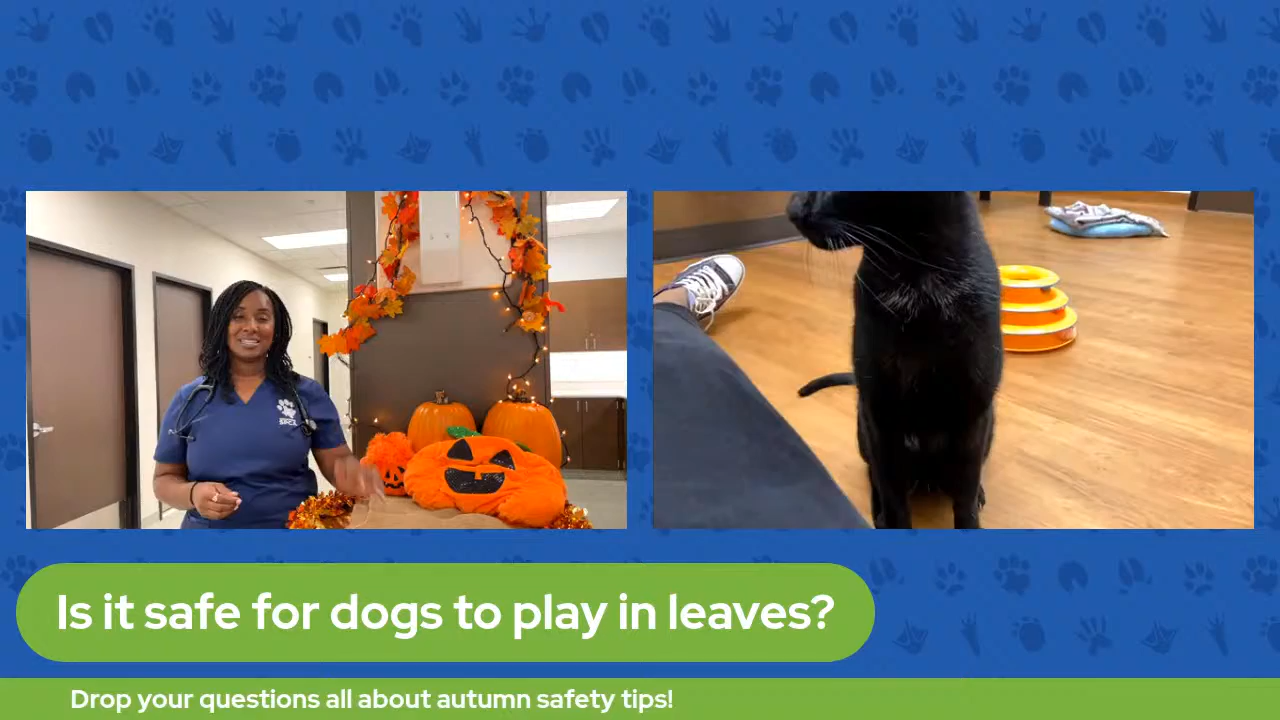 Is it safe for dogs to play in leaves?
Drop your questions all about autumn safety tips!